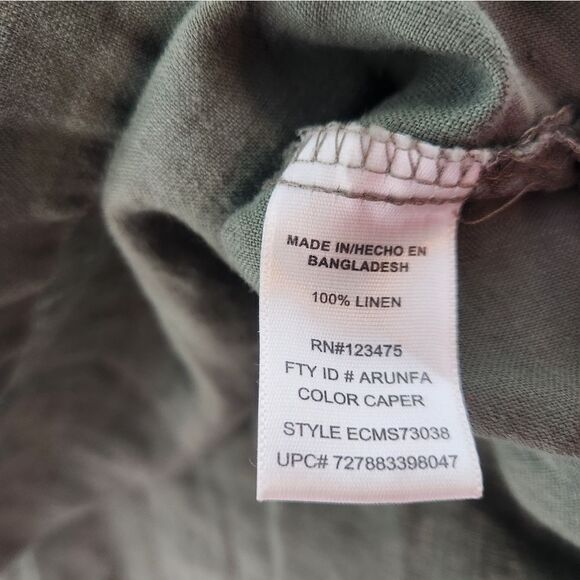 MADE IN/HECHO EN
BANGLADESH
100% LINEN
RN#123475
FTY ID # ARUNFA
COLOR CAPER
STYLE ECMS73038
UPC# 727883398047